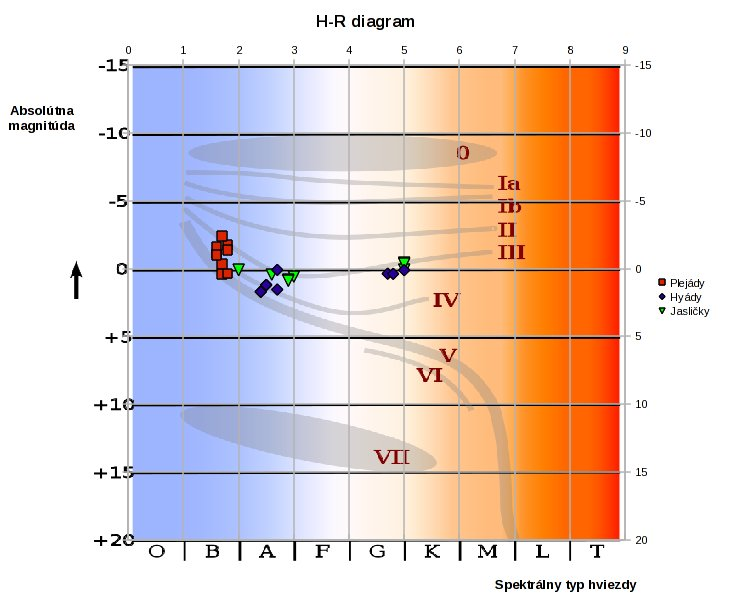 H-R diagram
0 1 2 3 4 5 6 7 8 9
-15 -15
Absolútna
magnitúda
-10 -10
0
Ia
-5 Ib -5
II
III
0 0
Plejády
Hyády
IV
Jasličky
+5 5
V
VI
+10 10
VII
+15 15
+20 20
O B A F G K M L T
Spektrálny typ hviezdy